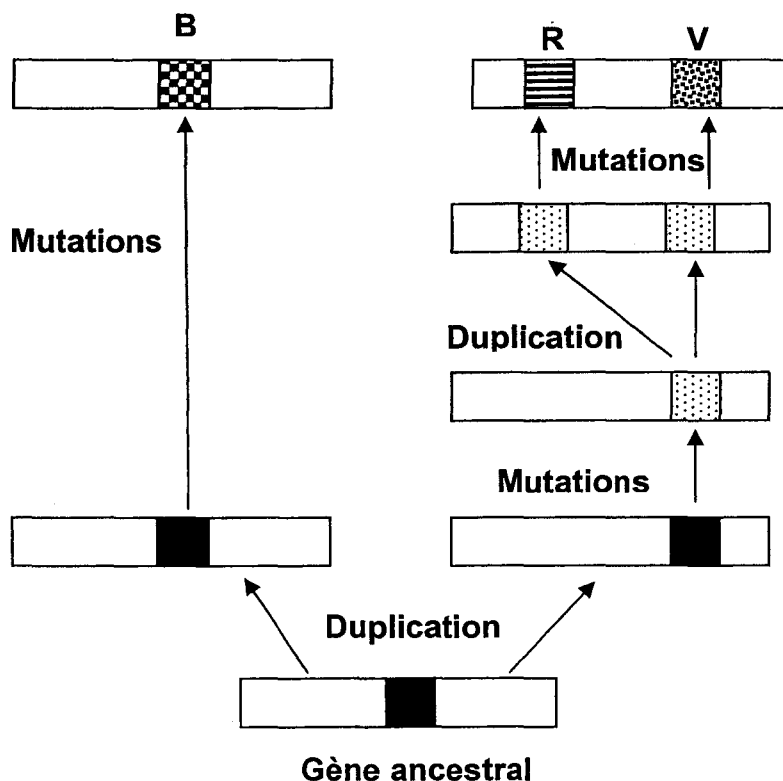 B
R V
Mutations
Mutations
Duplication
Mutations
Duplication
Gène ancestral